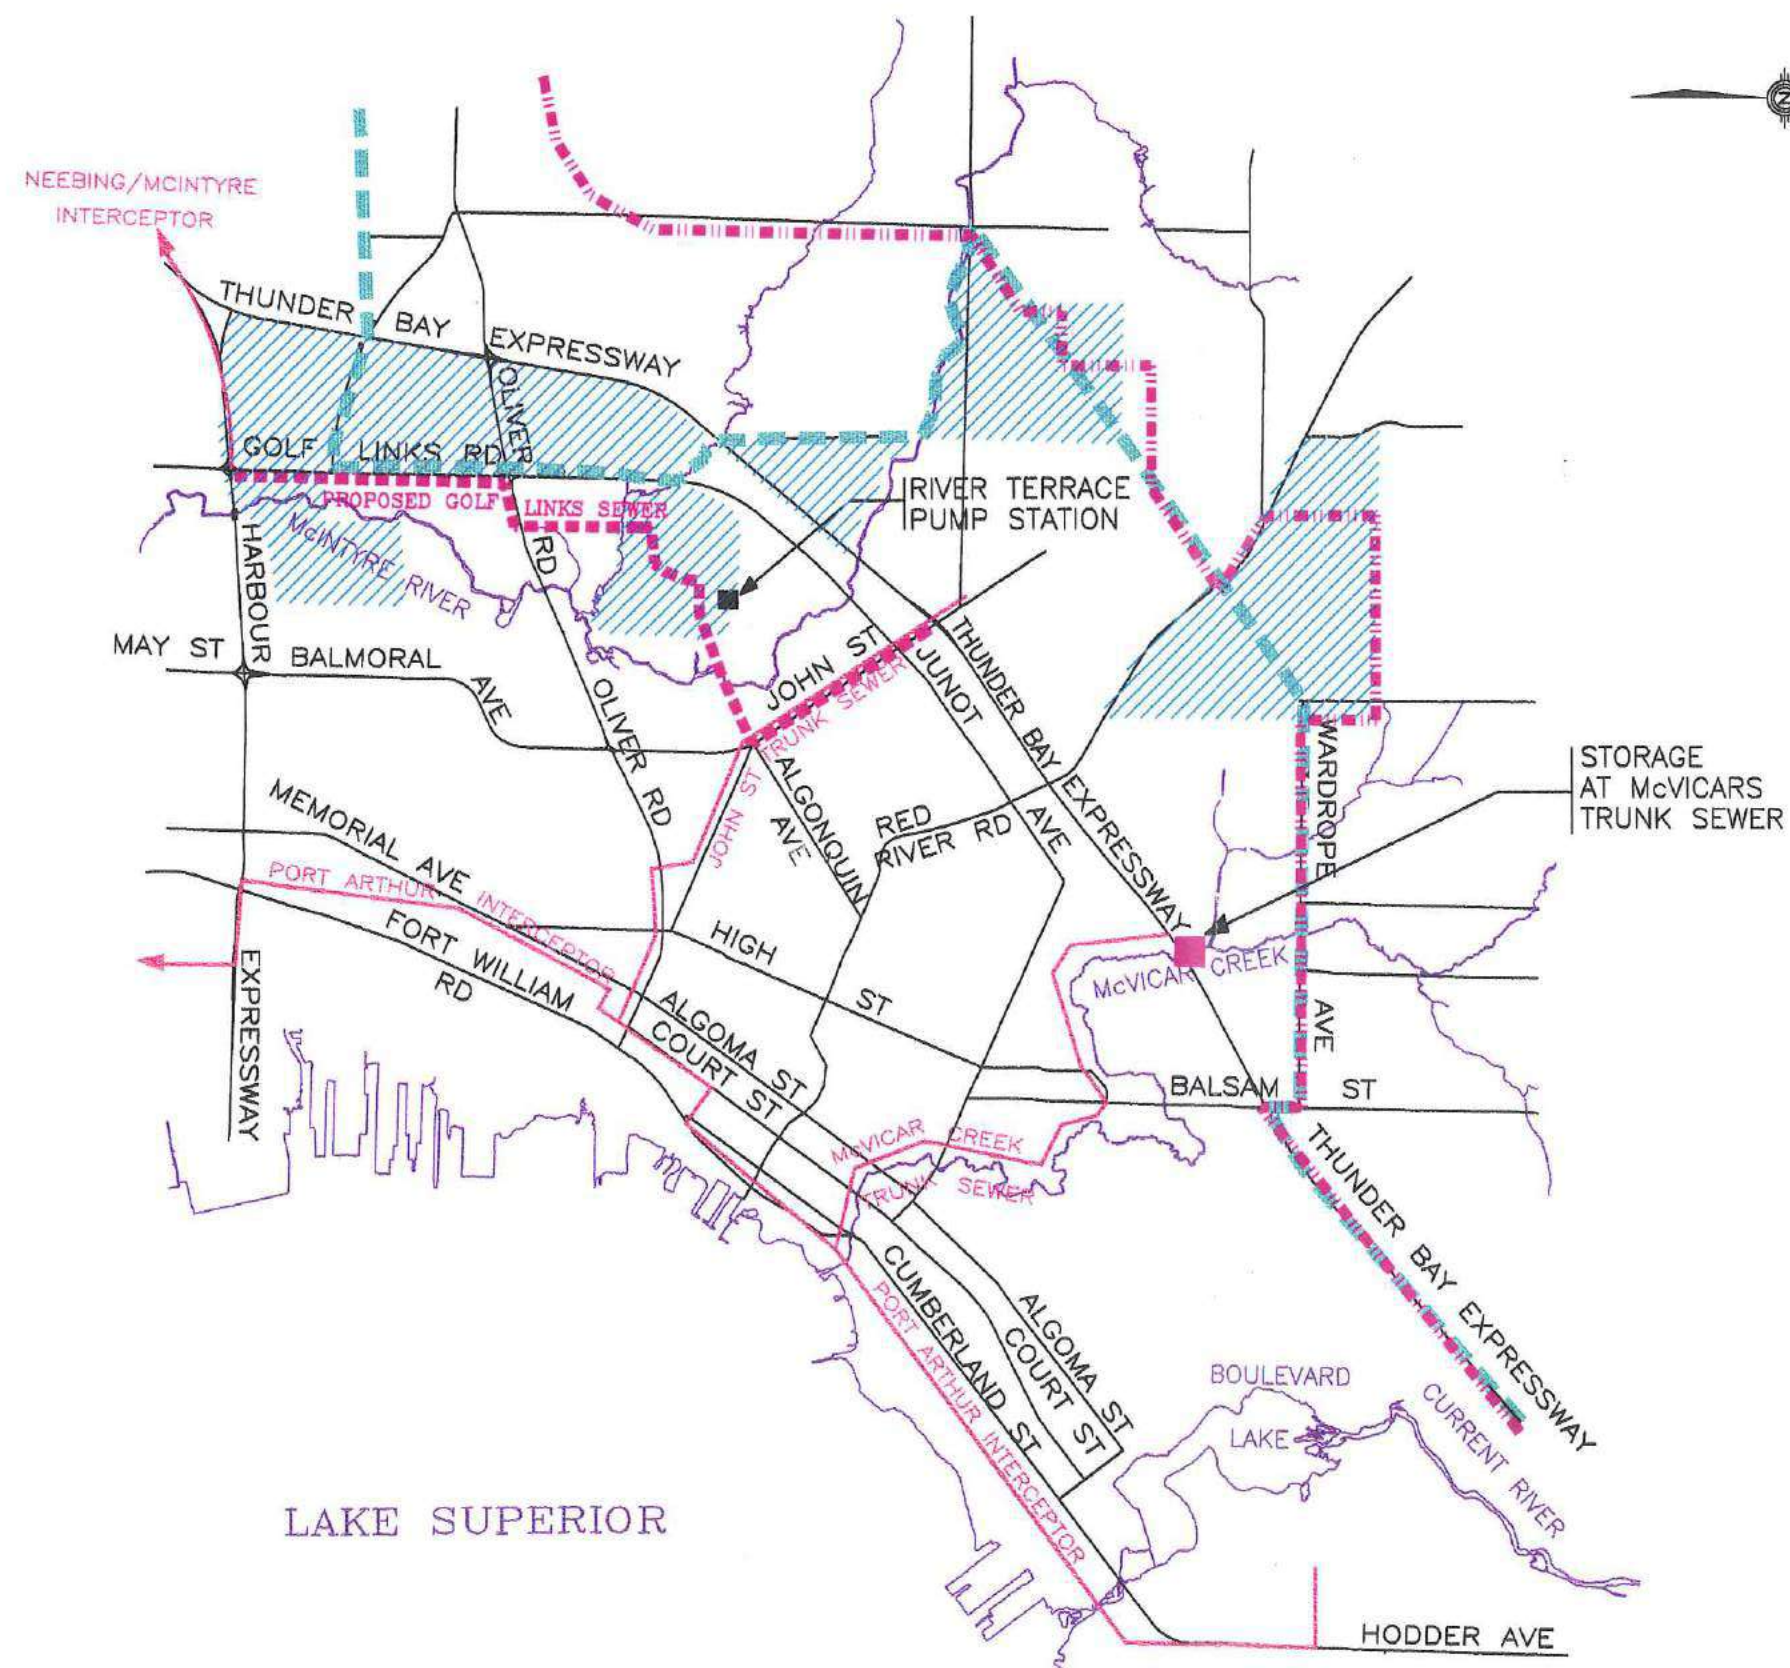 N
NEEBING/MCINTYRE
INTERCEPTOR
THUNDER BAY EXPRESSWAY
OLIVER RD
GOLF LINKS RD
PROPOSED GOLF LINKS SEWER
RIVER TERRACE
PUMP STATION
McINTYRE RIVER
HARBOUR EXPRESSWAY
MAY ST
BALMORAL AVE
OLIVER RD
JOHN ST
JOHN ST TRUNK SEWER
JUNOT AVE
THUNDER BAY EXPRESSWAY
WARDROPE AVE
STORAGE
AT McVICARS
TRUNK SEWER
ALGONQUIN
AVE
RED
RIVER RD
MEMORIAL AVE
PORT ARTHUR INTERCEPTOR
FORT WILLIAM
RD
HIGH ST
McVICAR CREEK
ALGOMA ST
COURT ST
BALSAM ST
McVICAR CREEK
TRUNK SEWER
THUNDER BAY EXPRESSWAY
CUMBERLAND ST
PORT ARTHUR INTERCEPTOR
ALGOMA ST
COURT ST
BOULEVARD
LAKE
CURRENT RIVER
LAKE SUPERIOR
HODDER AVE